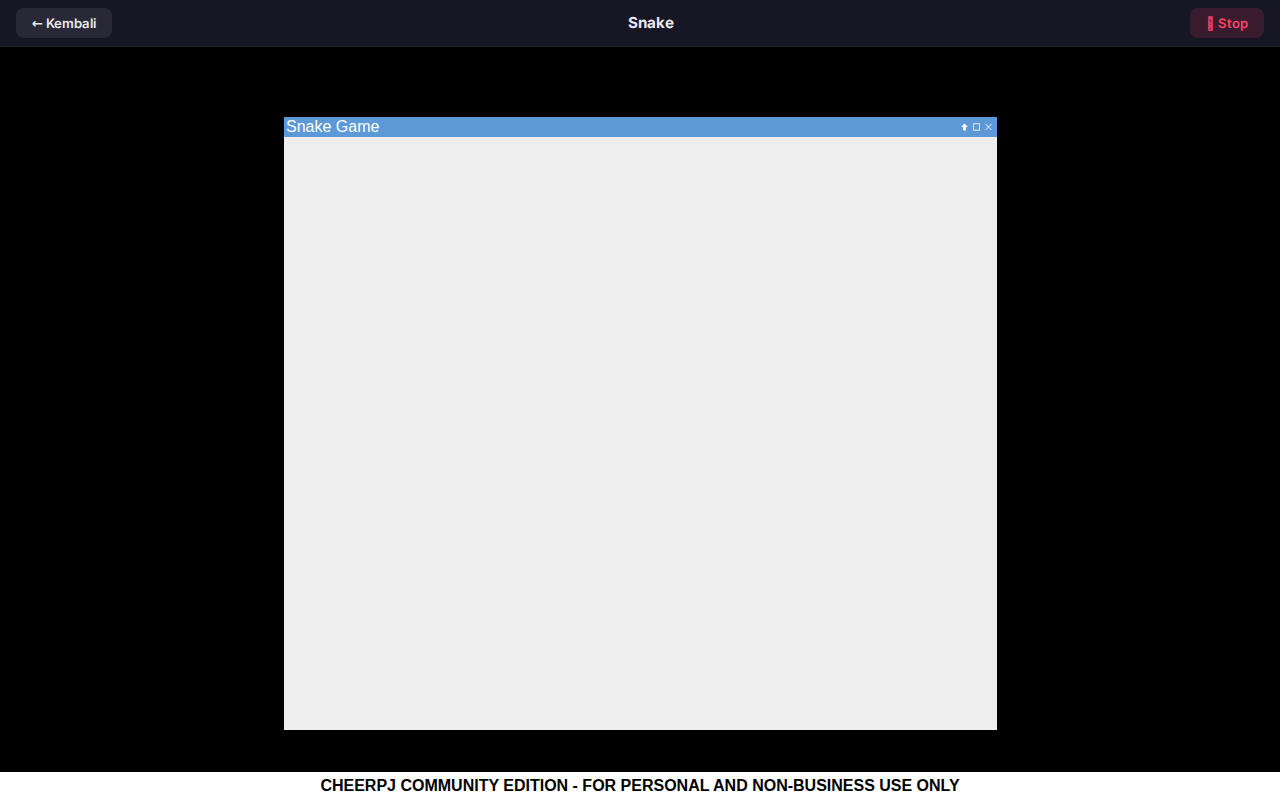 ← Kembali
Snake
Stop
Snake Game
CHEERPJ COMMUNITY EDITION - FOR PERSONAL AND NON-BUSINESS USE ONLY